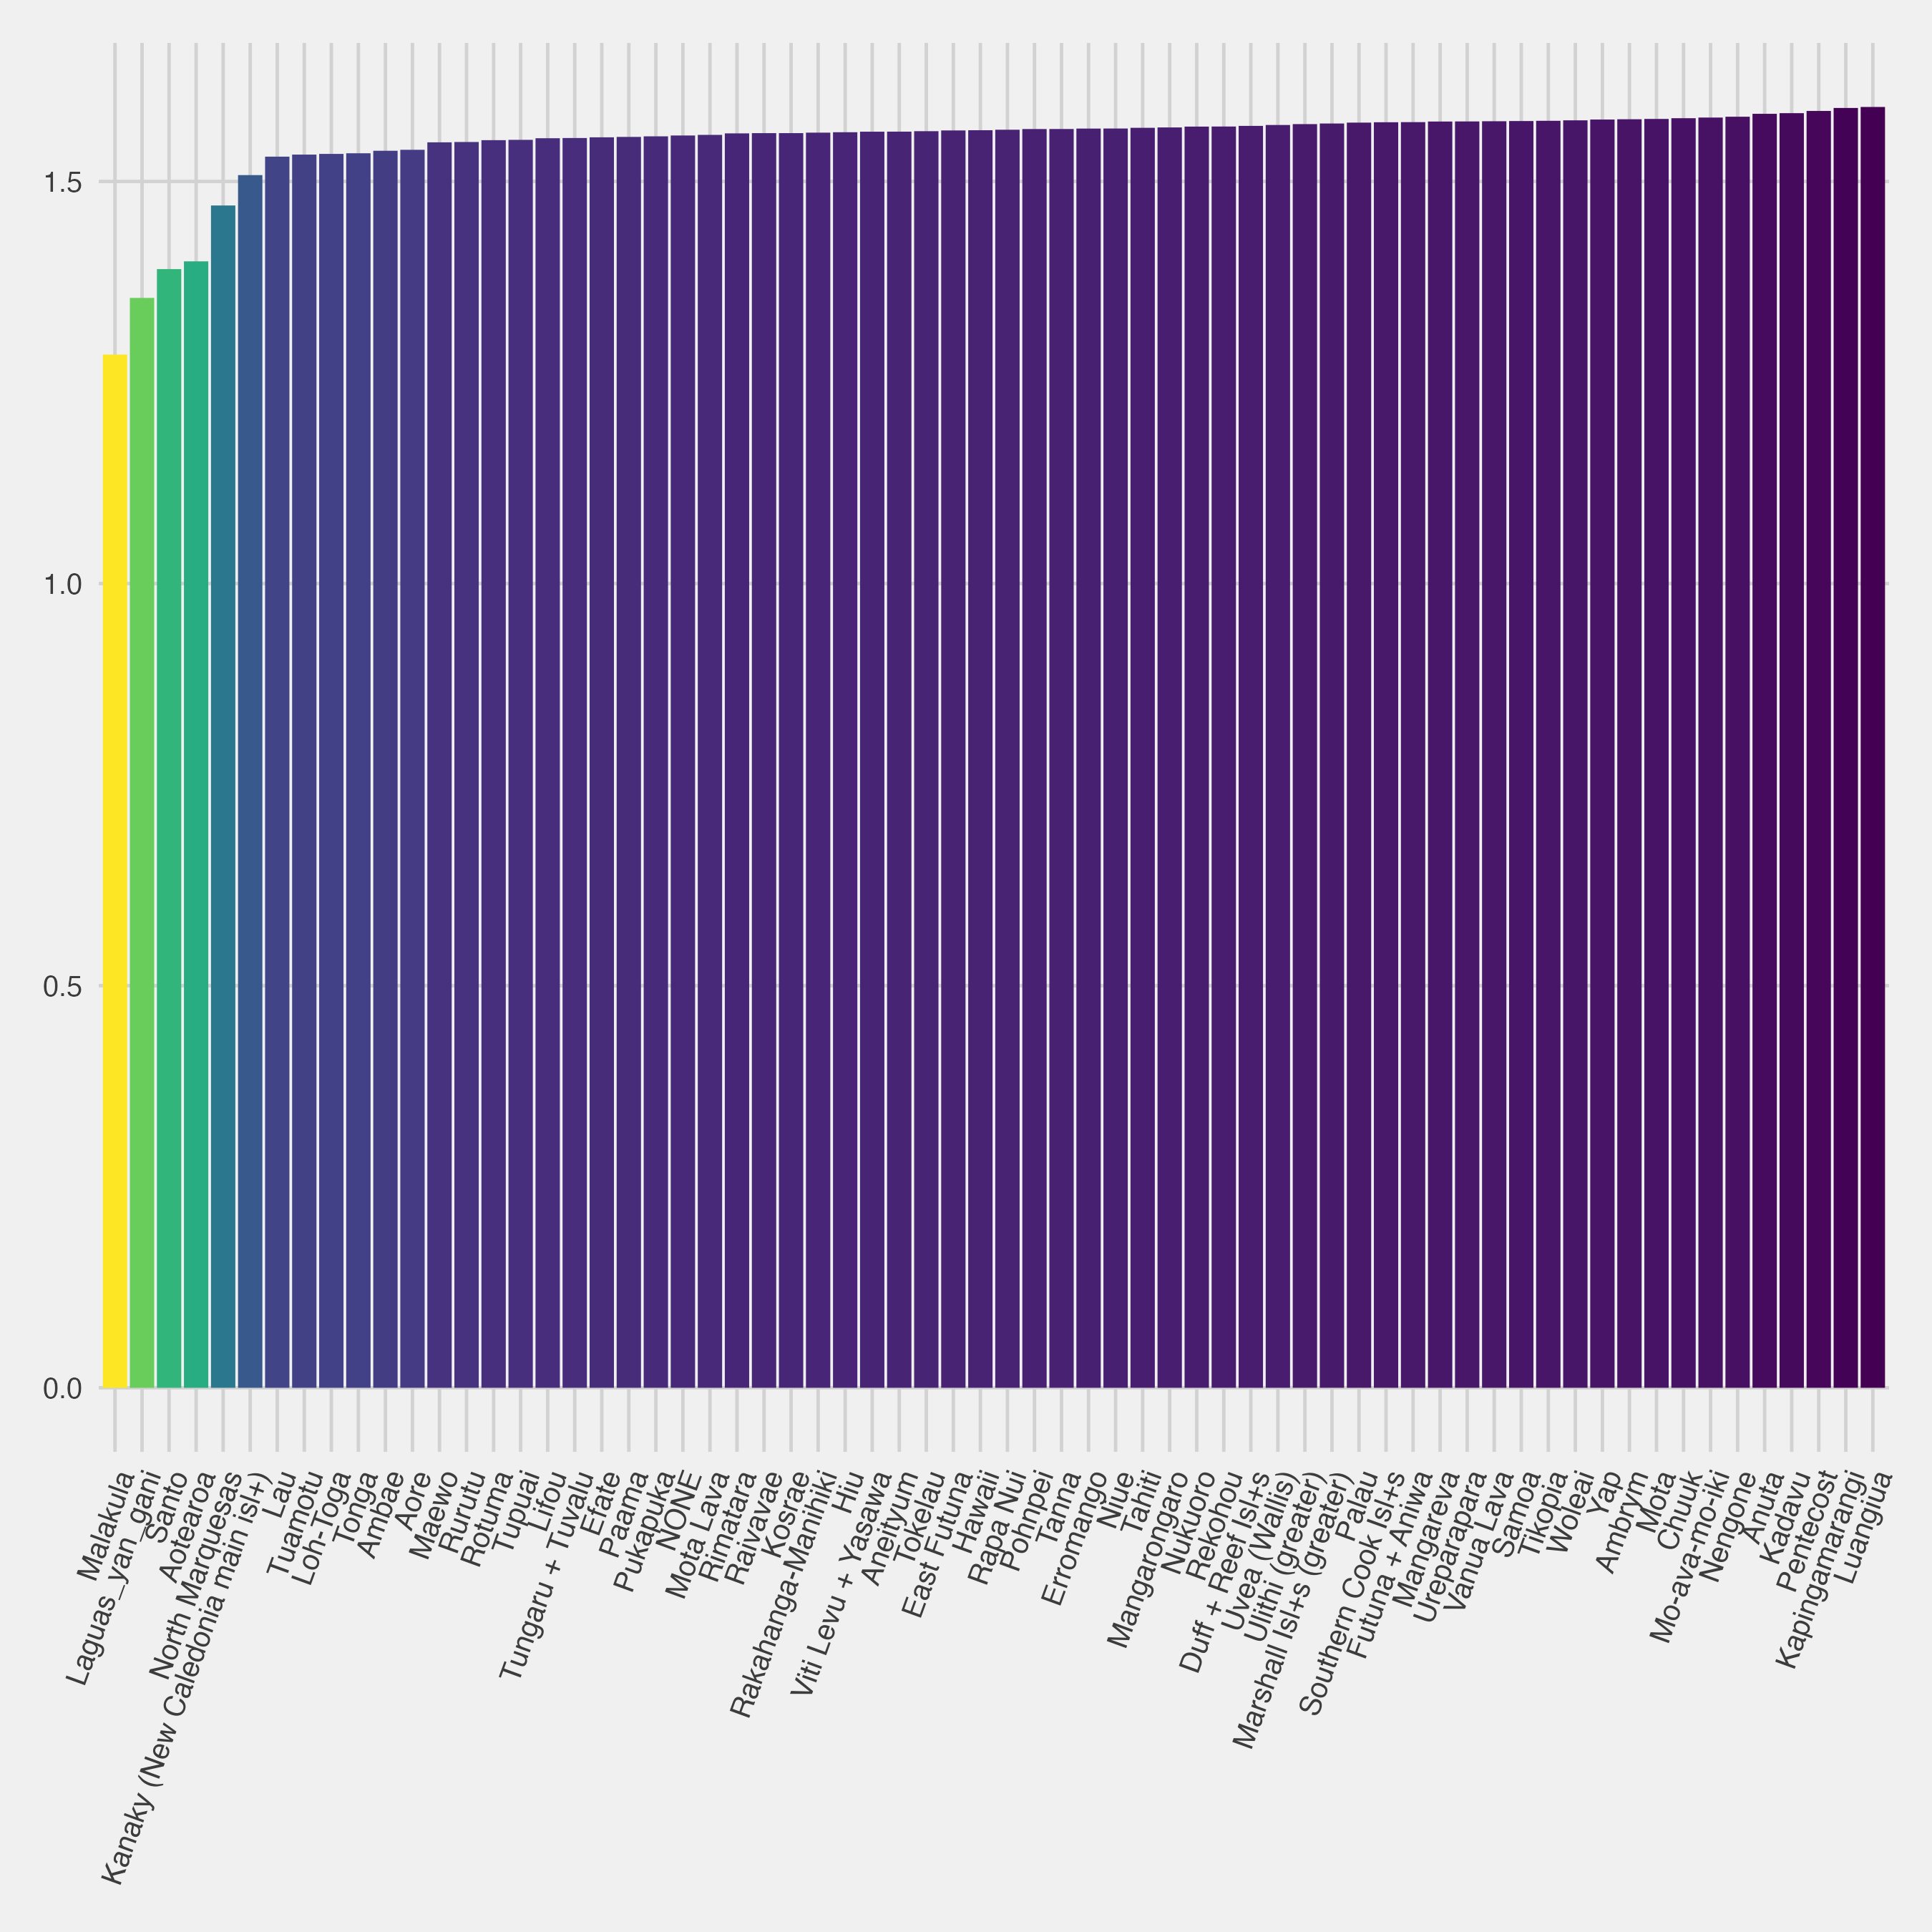 1.5
1.0
0.5
0.0
Malakula
Lagus_yan_gani
Santo
Aotearoa
North Marquesas
Kanaky (New Caledonia main isl+)
Lau
Tuamotu
Loh-Toga
Tonga
Ambae
Aore
Maewo
Rurutu
Rotuma
Tupuai
Lifou
Tungaru + Tuvalu
Efate
Paama
Pukapuka
NONE
Mota Lava
Rimatara
Raivavae
Kosrae
Rakahanga-Manihiki
Hiu
Viti Levu + Yasawa
Aneityum
Tokelau
East Futuna
Hawaii
Rapa Nui
Pohnpei
Tanna
Erromango
Niue
Tahiti
Mangarongaro
Nukuoro
Rekohou
Duff + Reef Isl+s
Uvea (Wallis)
Ulithi (greater)
Marshall Isl+s (greater)
Palau
Southern Cook Isl+s
Futuna + Aniwa
Mangareva
Ureparapara
Vanua Lava
Samoa
Tikopia
Woleai
Yap
Ambrym
Mota
Chuuk
Mo-ava-mo-iki
Nengone
Anuta
Kadavu
Pentecost
Kapingamarangi
Luangiua